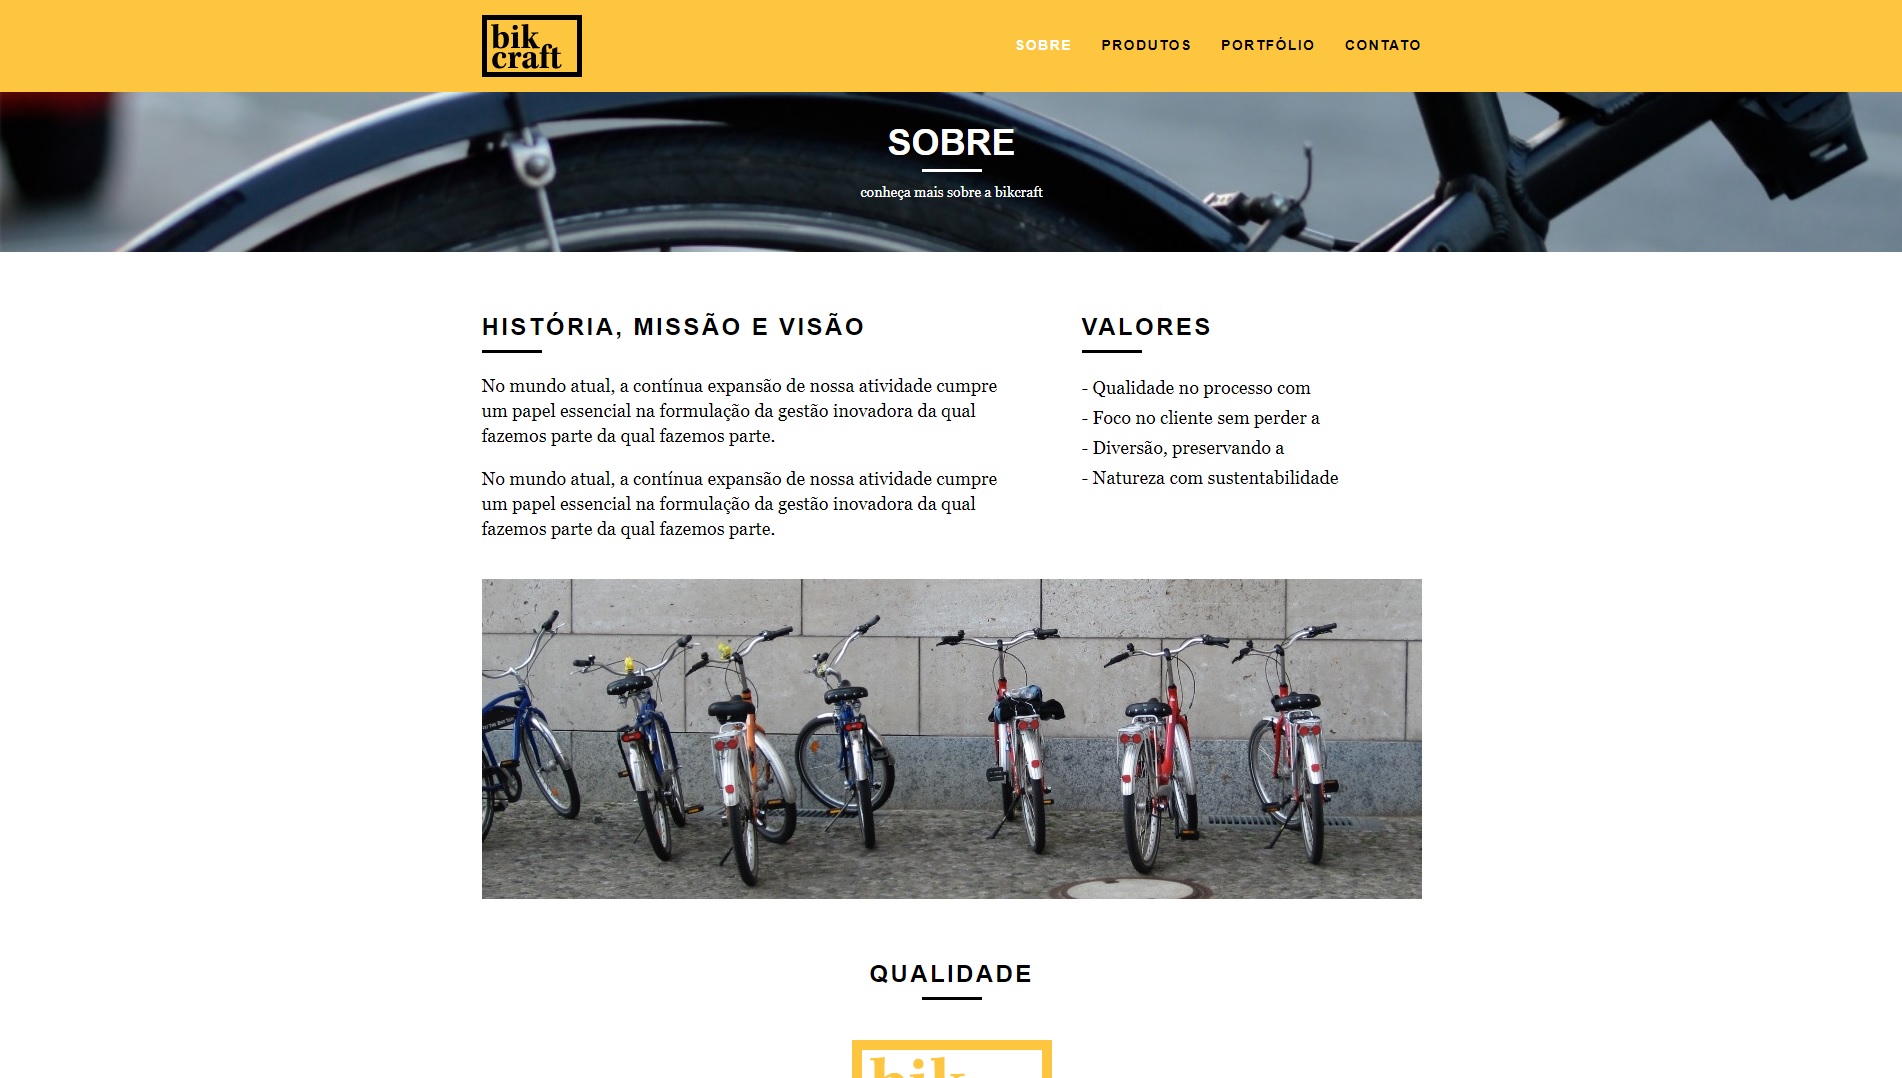 bik
craft
SOBRE
PRODUTOS
PORTFÓLIO
CONTATO
SOBRE
conheça mais sobre a bikcraft
HISTÓRIA, MISSÃO E VISÃO
No mundo atual, a contínua expansão de nossa atividade cumpre
um papel essencial na formulação da gestão inovadora da qual
fazemos parte da qual fazemos parte.
No mundo atual, a contínua expansão de nossa atividade cumpre
um papel essencial na formulação da gestão inovadora da qual
fazemos parte da qual fazemos parte.
VALORES
- Qualidade no processo com
- Foco no cliente sem perder a
- Diversão, preservando a
- Natureza com sustentabilidade
QUALIDADE
bik